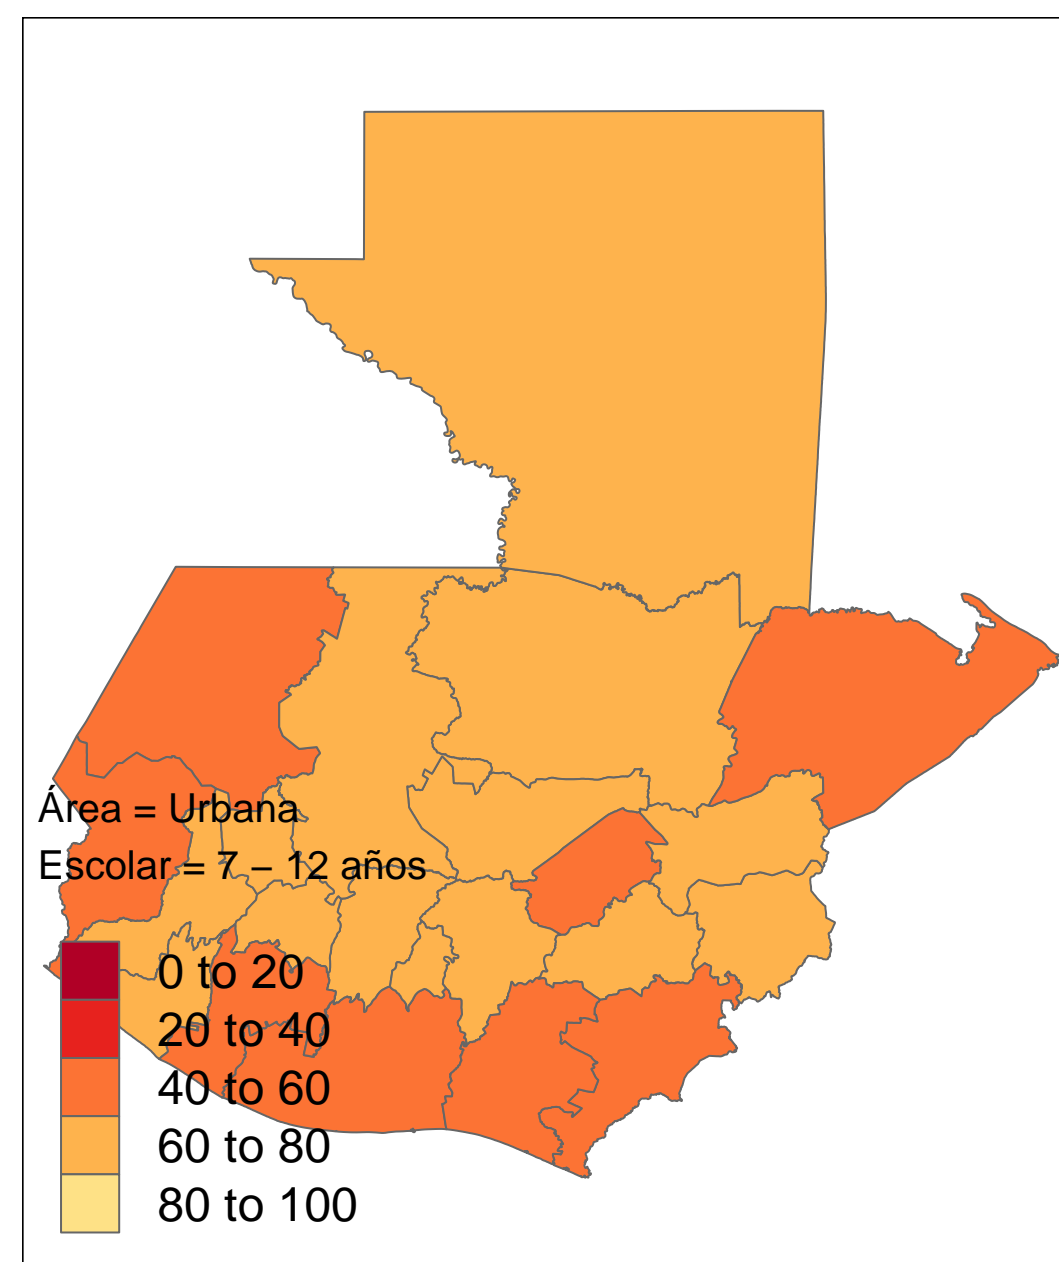 Área = Urbana
Escolar = 7 – 12 años
0 to 20
20 to 40
40 to 60
60 to 80
80 to 100